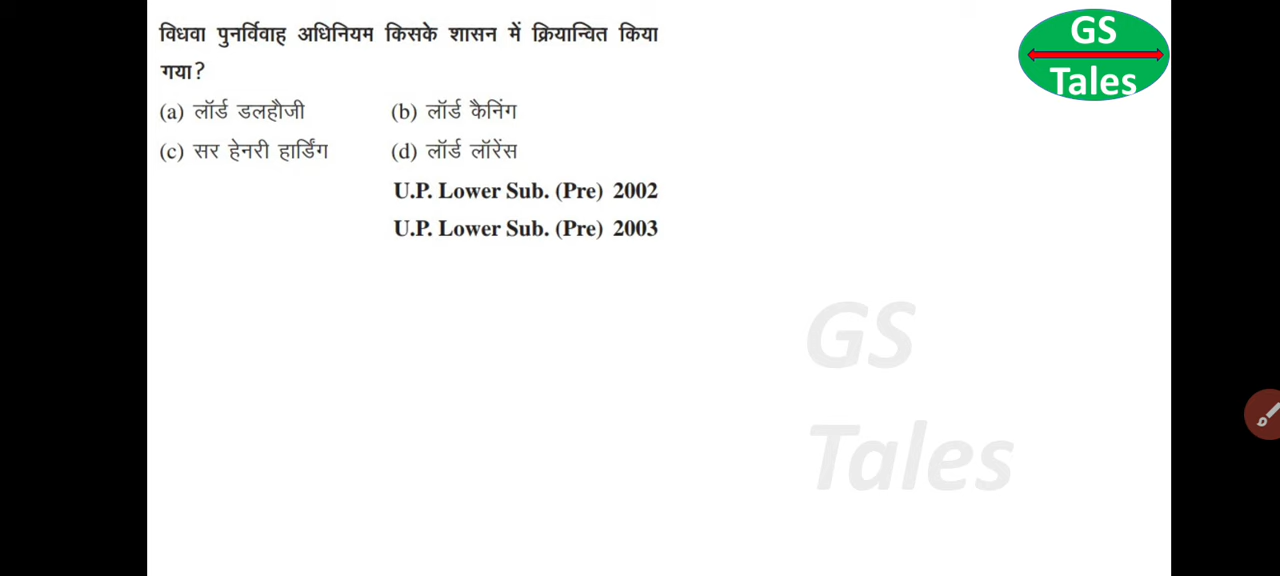 विधवा पुनर्विवाह अधिनियम किसके शासन में क्रियान्वित किया
गया?
(a) लॉर्ड डलहौजी (b) लॉर्ड कैनिंग
(c) सर हेनरी हार्डिंग (d) लॉर्ड लॉरेंस
U.P. Lower Sub. (Pre) 2002
U.P. Lower Sub. (Pre) 2003
GS
Tales
GS
Tales